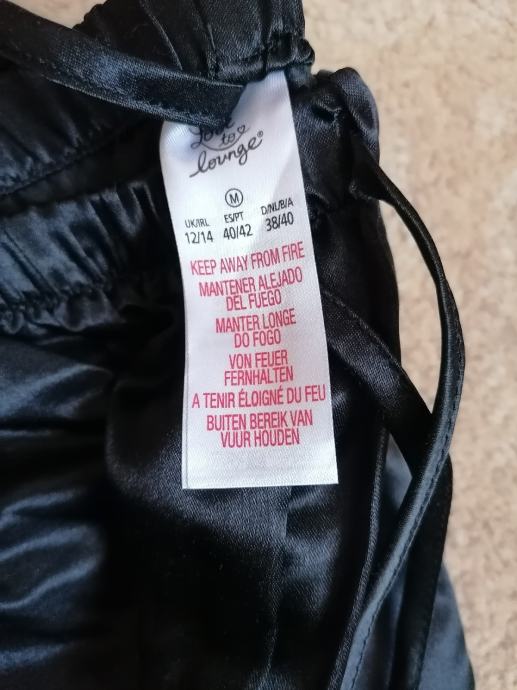 Love
to
lounge®
M
UK/IRL ES/PT D/NL/B/A
12/14 40/42 38/40
KEEP AWAY FROM FIRE
MANTENER ALEJADO
DEL FUEGO
MANTER LONGE
DO FOGO
VON FEUER
FERNHALTEN
A TENIR ÉLOIGNÉ DU FEU
BUITEN BEREIK VAN
VUUR HOUDEN